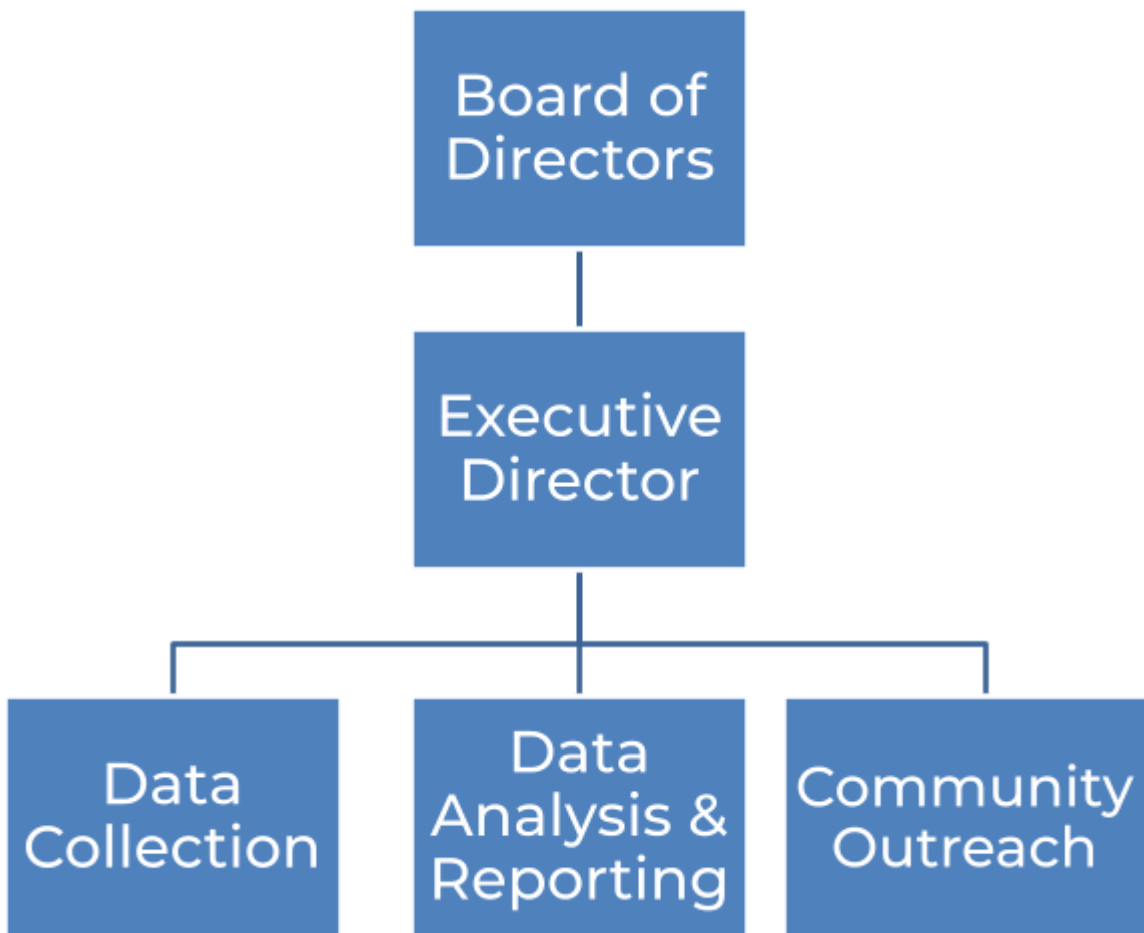 Board of
Directors
Executive
Director
Data
Collection
Data
Analysis &
Reporting
Community
Outreach